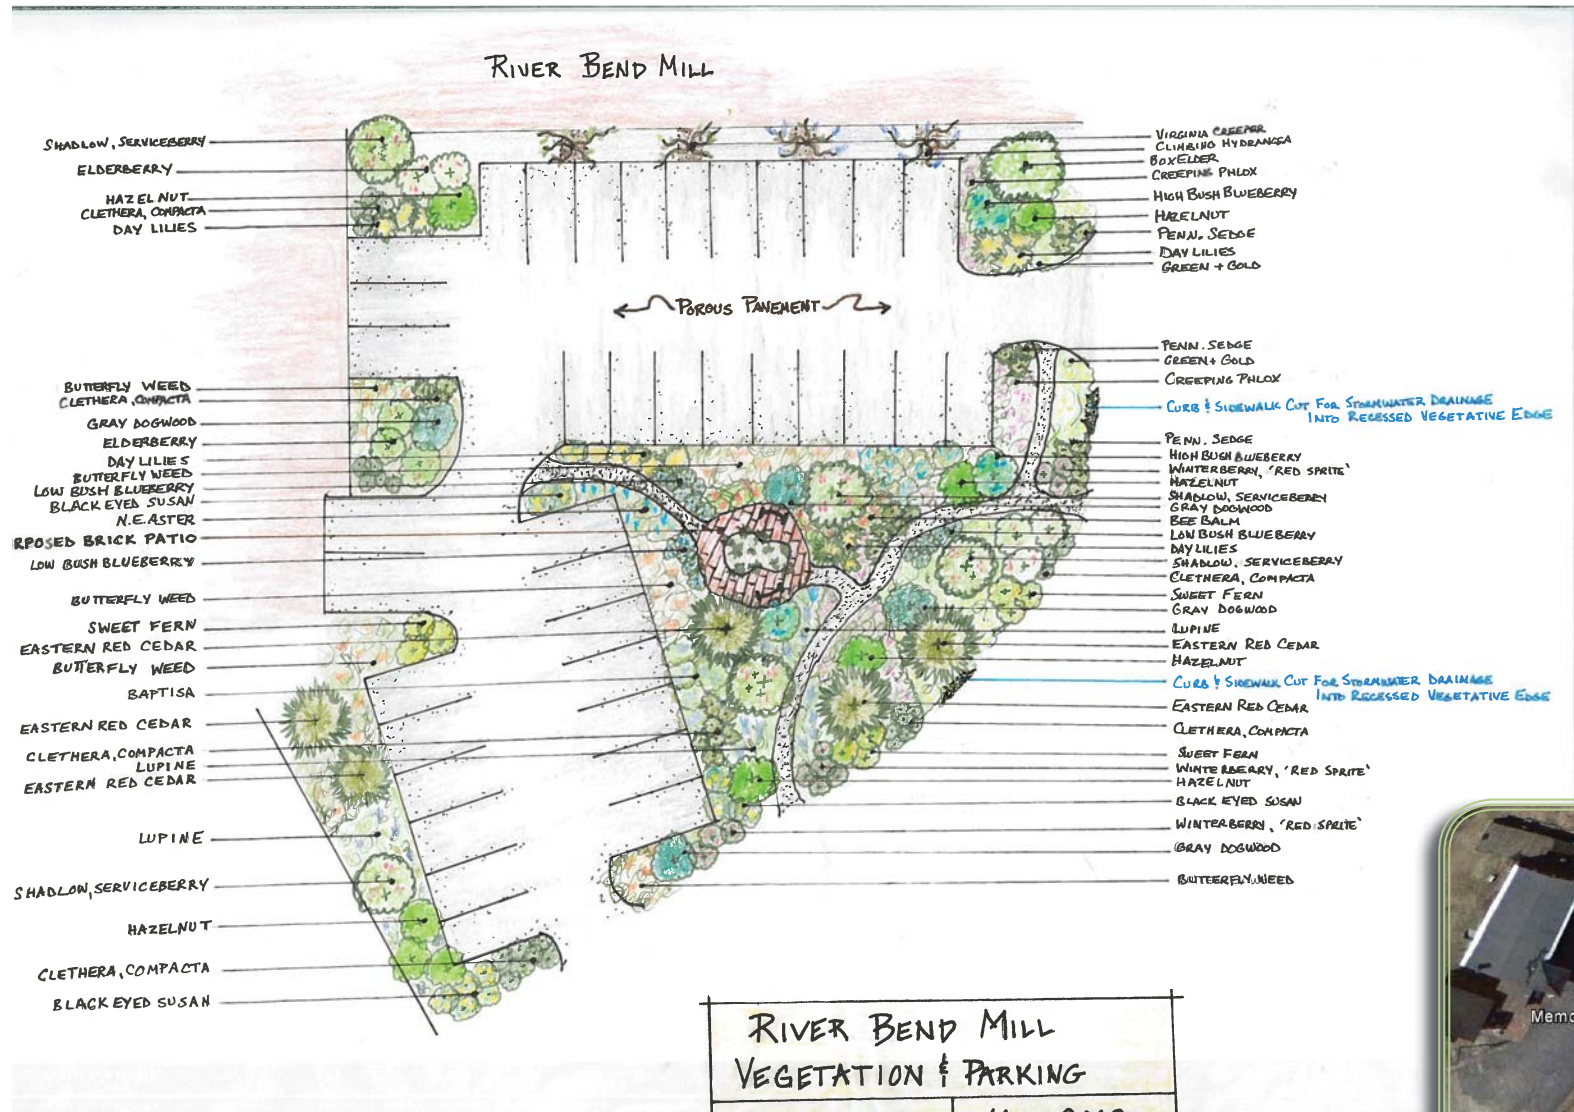 RIVER BEND MILL
SHADLOW, SERVICEBERRY
ELDERBERRY
HAZELNUT
CLETHERA, COMPACTA
DAY LILIES
VIRGINIA CREEPER
CLIMBING HYDRANGEA
BOXELDER
CREEPING PHLOX
HIGH BUSH BLUEBERRY
HAZELNUT
PENN. SEDGE
DAY LILIES
GREEN + GOLD
POROUS PAVEMENT
BUTTERFLY WEED
CLETHERA, COMPACTA
GRAY DOGWOOD
ELDERBERRY
DAY LILIES
BUTTERFLY WEED
LOW BUSH BLUEBERRY
BLACK EYED SUSAN
N.E. ASTER
RPOSED BRICK PATIO
LOW BUSH BLUEBERRY
BUTTERFLY WEED
SWEET FERN
EASTERN RED CEDAR
BUTTERFLY WEED
BAPTISA
EASTERN RED CEDAR
CLETHERA, COMPACTA
LUPINE
EASTERN RED CEDAR
LUPINE
SHADLOW, SERVICEBERRY
HAZELNUT
CLETHERA, COMPACTA
BLACK EYED SUSAN
PENN. SEDGE
GREEN + GOLD
CREEPING PHLOX
CURB & SIDEWALK CUT FOR STORMWATER DRAINAGE
INTO RECESSED VEGETATIVE EDGE
PENN. SEDGE
HIGH BUSH BLUEBERRY
WINTERBERRY, 'RED SPRITE'
HAZELNUT
SHADLOW, SERVICEBERRY
GRAY DOGWOOD
BEE BALM
LOW BUSH BLUEBERRY
DAYLILIES
SHADLOW, SERVICEBERRY
CLETHERA, COMPACTA
SWEET FERN
GRAY DOGWOOD
LUPINE
EASTERN RED CEDAR
HAZELNUT
CURB & SIDEWALK CUT FOR STORMWATER DRAINAGE
INTO RECESSED VEGETATIVE EDGE
EASTERN RED CEDAR
CLETHERA, COMPACTA
SWEET FERN
WINTERBERRY, 'RED SPRITE'
HAZELNUT
BLACK EYED SUSAN
WINTERBERRY, 'RED SPRITE'
GRAY DOGWOOD
BUTTERFLY WEED
RIVER BEND MILL
VEGETATION & PARKING
Memo